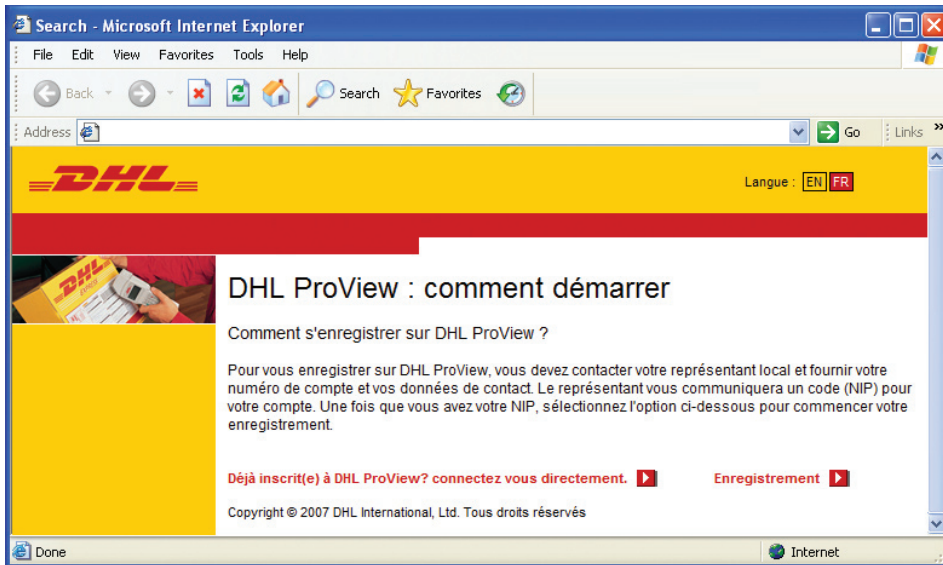 Search - Microsoft Internet Explorer
File Edit View Favorites Tools Help
Back Search Favorites
Address Go Links »
DHL
Langue : EN FR
DHL
EXPRESS
DHL ProView : comment démarrer
Comment s'enregistrer sur DHL ProView ?
Pour vous enregistrer sur DHL ProView, vous devez contacter votre représentant local et fournir votre
numéro de compte et vos données de contact. Le représentant vous communiquera un code (NIP) pour
votre compte. Une fois que vous avez votre NIP, sélectionnez l'option ci-dessous pour commencer votre
enregistrement.
Déjà inscrit(e) à DHL ProView? connectez vous directement. Enregistrement
Copyright © 2007 DHL International, Ltd. Tous droits réservés
Done Internet